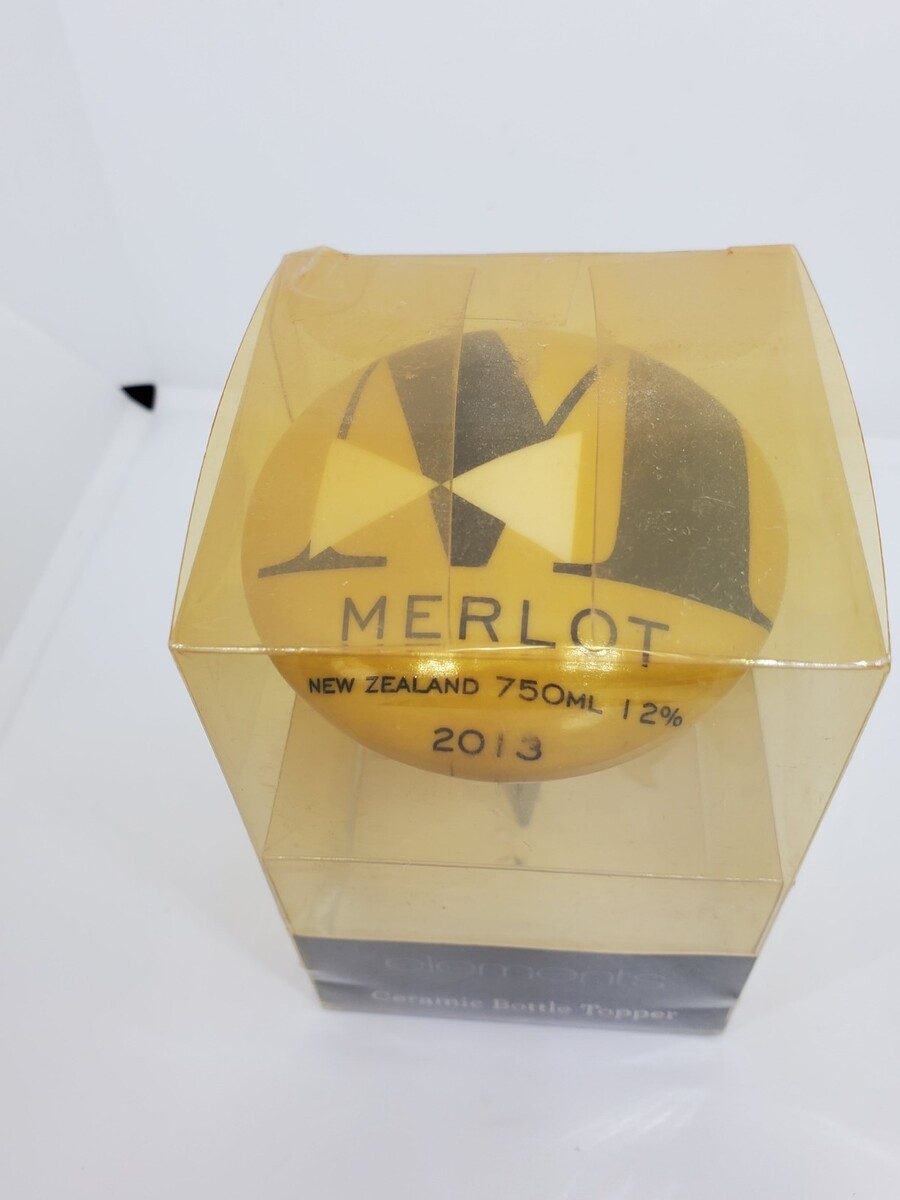 M
MERLOT
NEW ZEALAND 750ML 12%
2013
elements
Ceramic Bottle Topper